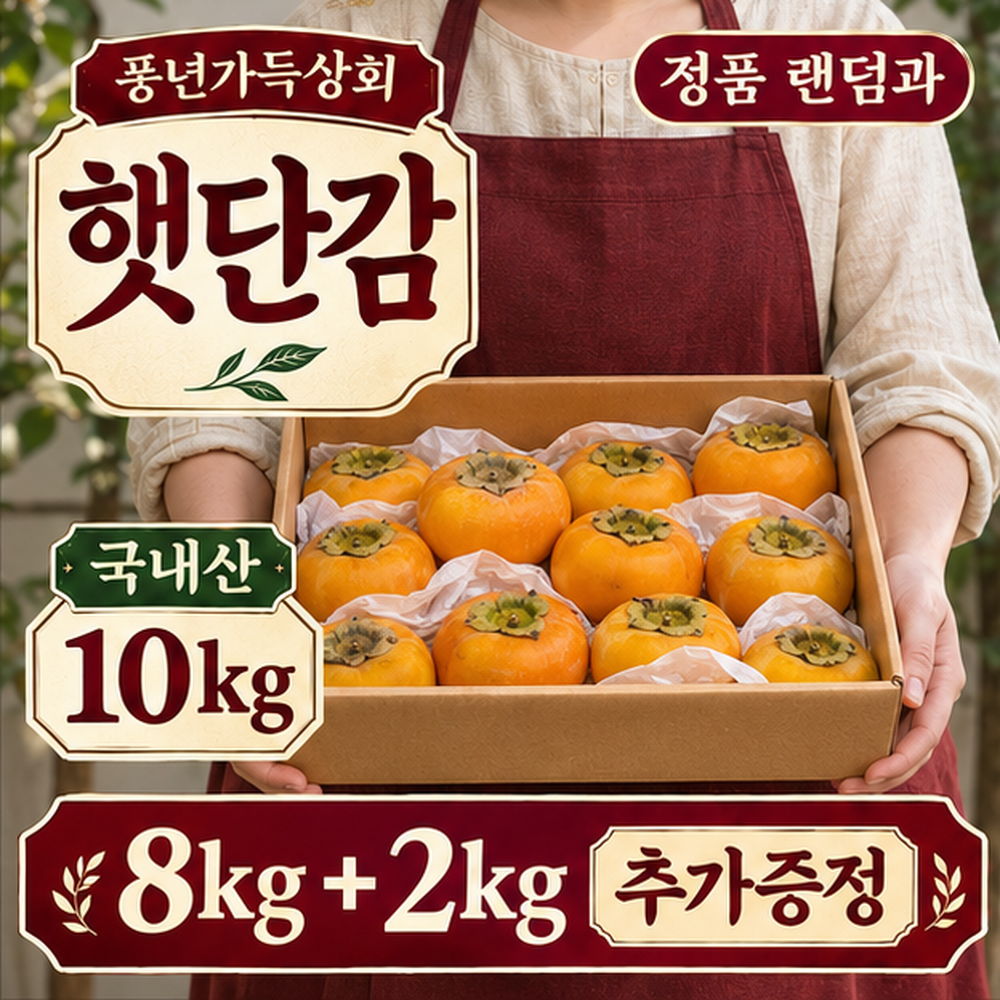 풍년가득상회
햇단감
정품 랜덤과
국내산
10kg
8kg+2kg 추가증정